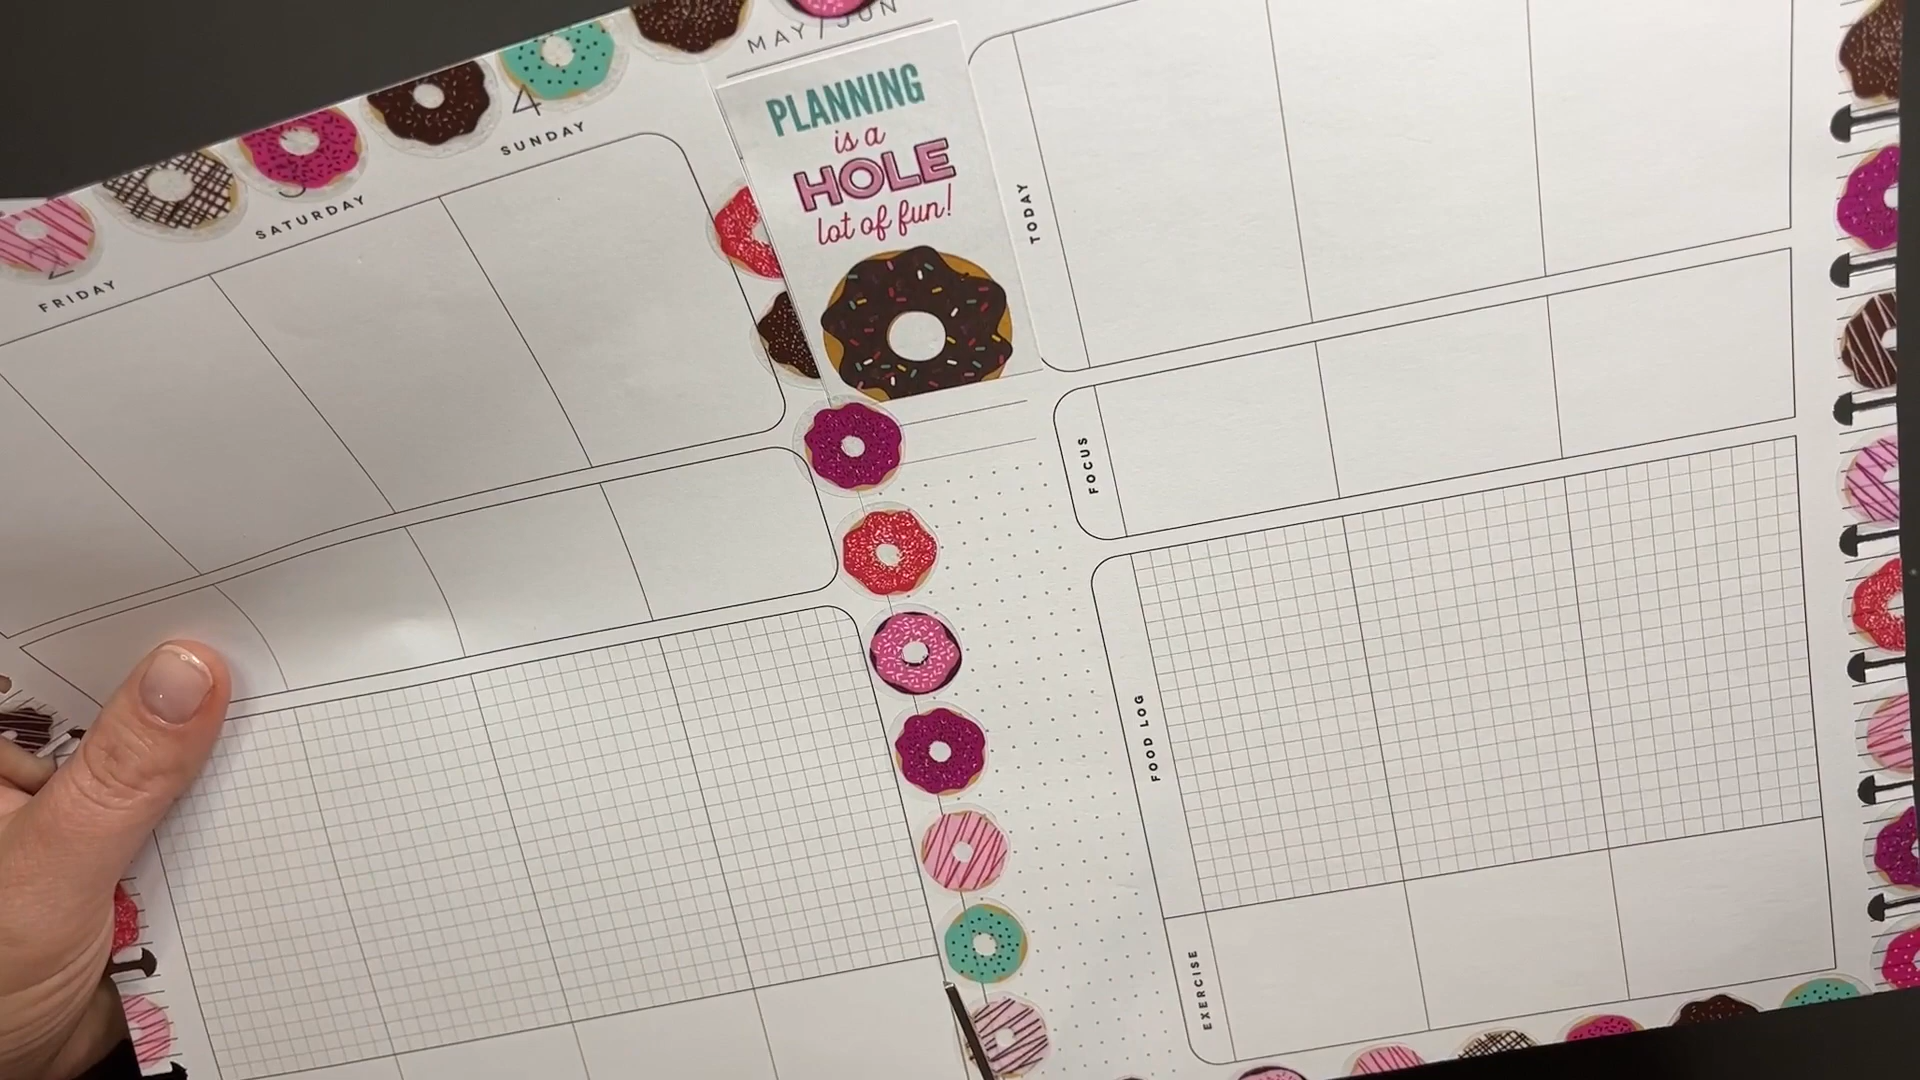 MAY/JUN
4
SUNDAY
3
SATURDAY
2
FRIDAY
PLANNING
is a
HOLE
lot of fun!
TODAY
FOCUS
FOOD LOG
EXERCISE